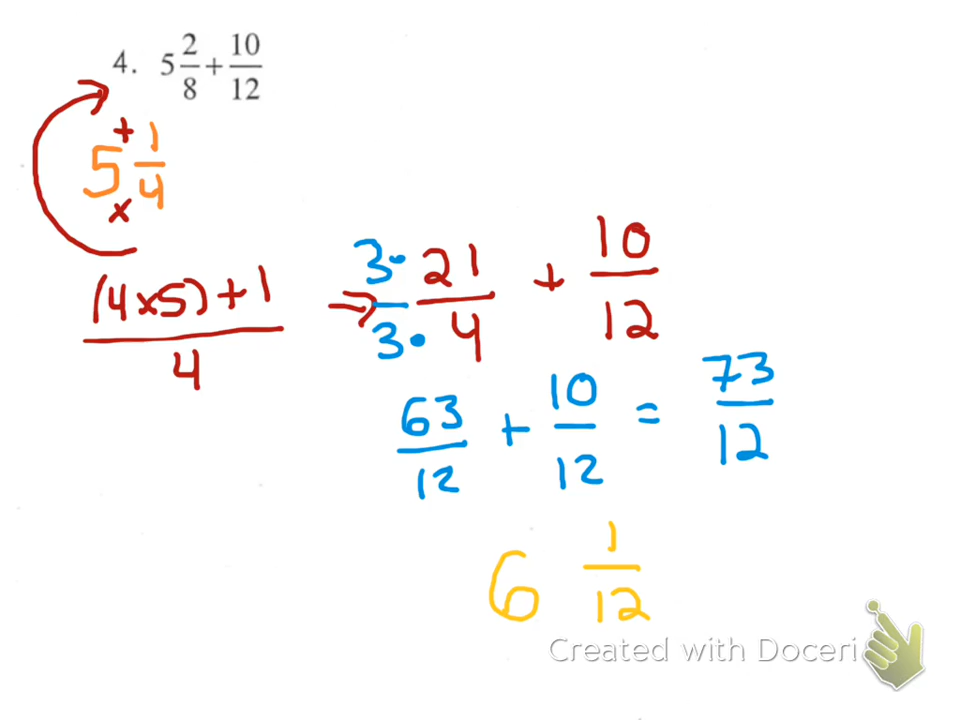 4. 5 2/8 + 10/12
+
5 1/4
x
(4x5)+1 / 4 ⇒ 3·/3· 21/4 + 10/12
63/12 + 10/12 = 73/12
6 1/12
Created with Doceri